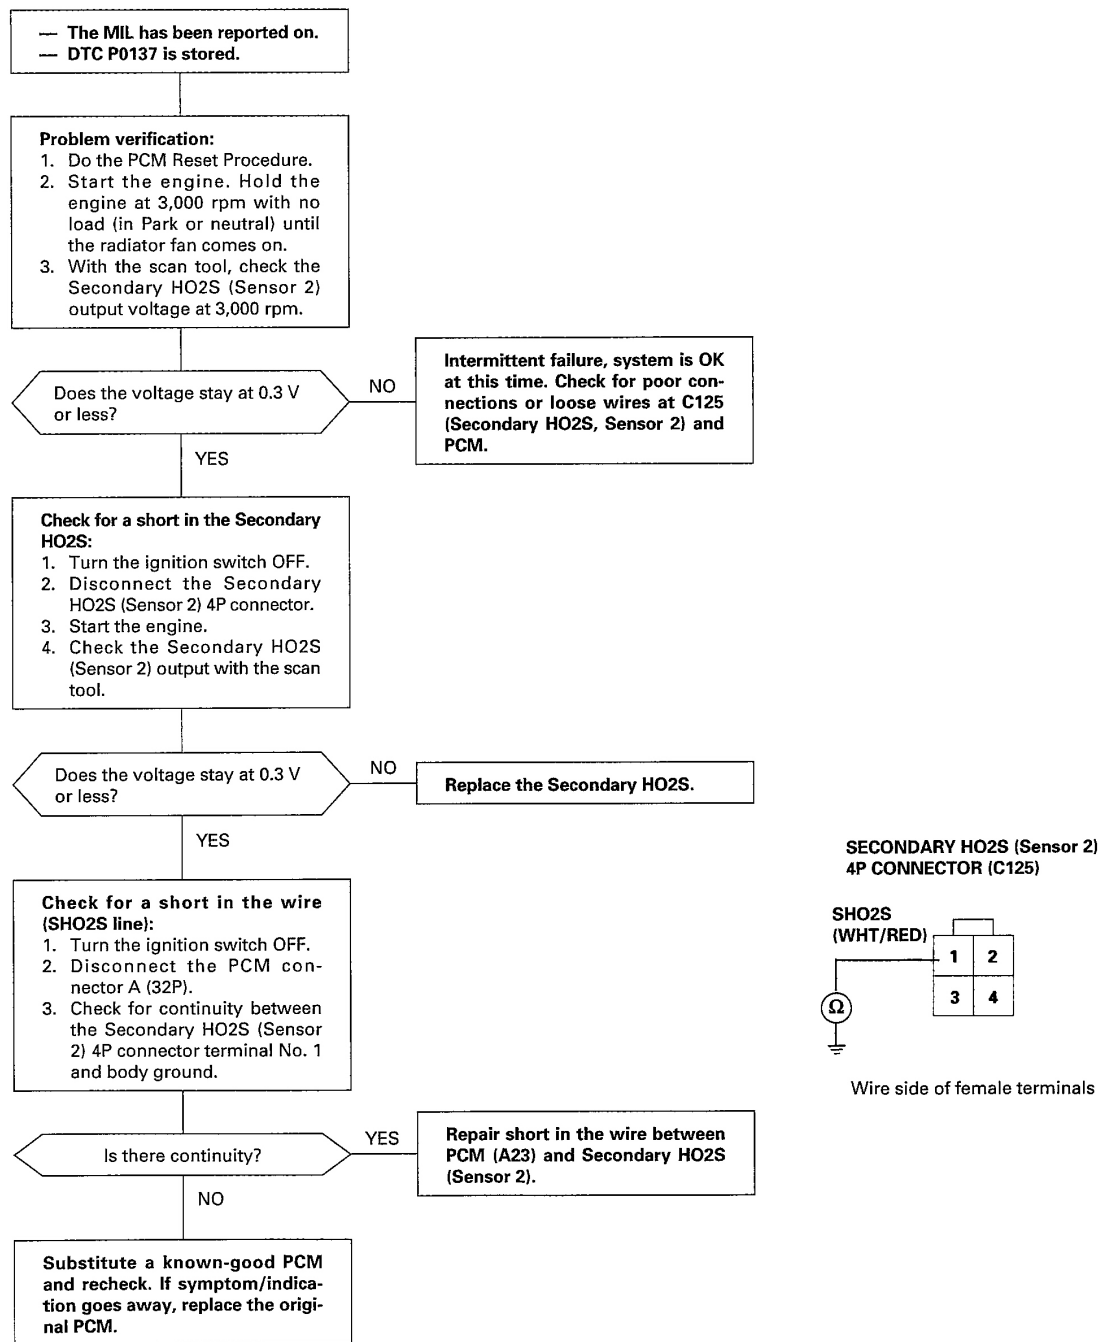 — The MIL has been reported on.
— DTC P0137 is stored.
Problem verification:
1. Do the PCM Reset Procedure.
2. Start the engine. Hold the
engine at 3,000 rpm with no
load (in Park or neutral) until
the radiator fan comes on.
3. With the scan tool, check the
Secondary HO2S (Sensor 2)
output voltage at 3,000 rpm.
Does the voltage stay at 0.3 V
or less?
NO
Intermittent failure, system is OK
at this time. Check for poor con-
nections or loose wires at C125
(Secondary HO2S, Sensor 2) and
PCM.
YES
Check for a short in the Secondary
HO2S:
1. Turn the ignition switch OFF.
2. Disconnect the Secondary
HO2S (Sensor 2) 4P connector.
3. Start the engine.
4. Check the Secondary HO2S
(Sensor 2) output with the scan
tool.
Does the voltage stay at 0.3 V
or less?
NO
Replace the Secondary HO2S.
YES
Check for a short in the wire
(SHO2S line):
1. Turn the ignition switch OFF.
2. Disconnect the PCM con-
nector A (32P).
3. Check for continuity between
the Secondary HO2S (Sensor
2) 4P connector terminal No. 1
and body ground.
SECONDARY HO2S (Sensor 2)
4P CONNECTOR (C125)
SHO2S
(WHT/RED)
1 2
3 4
Ω
Wire side of female terminals
Is there continuity?
YES
Repair short in the wire between
PCM (A23) and Secondary HO2S
(Sensor 2).
NO
Substitute a known-good PCM
and recheck. If symptom/indica-
tion goes away, replace the origi-
nal PCM.